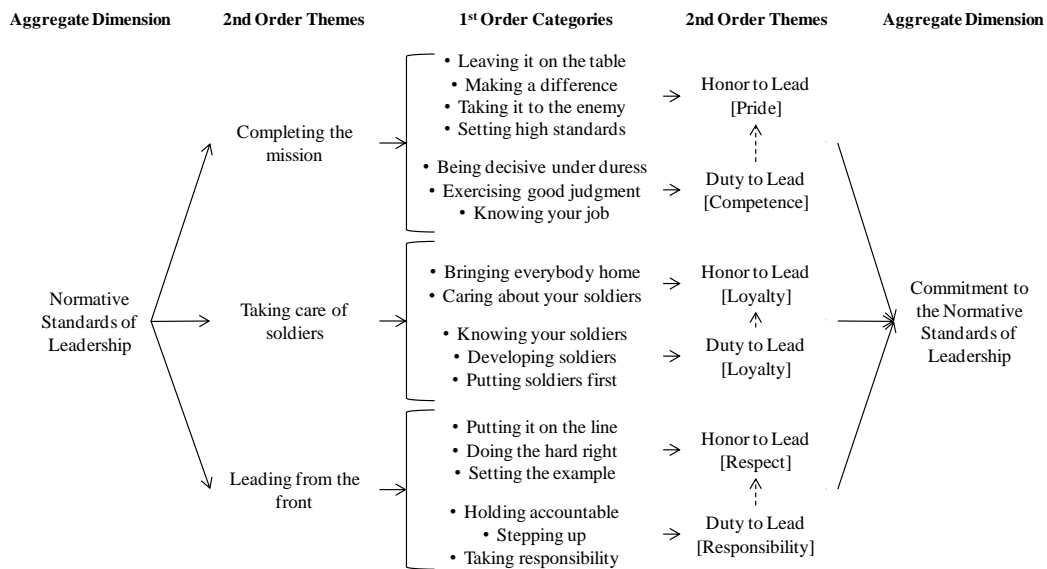 Aggregate Dimension
2nd Order Themes
1st Order Categories
2nd Order Themes
Aggregate Dimension
Normative
Standards of
Leadership
Completing the
mission
• Leaving it on the table
• Making a difference
• Taking it to the enemy
• Setting high standards
Honor to Lead
[Pride]
• Being decisive under duress
• Exercising good judgment
• Knowing your job
Duty to Lead
[Competence]
Taking care of
soldiers
• Bringing everybody home
• Caring about your soldiers
Honor to Lead
[Loyalty]
• Knowing your soldiers
• Developing soldiers
• Putting soldiers first
Duty to Lead
[Loyalty]
Leading from the
front
• Putting it on the line
• Doing the hard right
• Setting the example
Honor to Lead
[Respect]
• Holding accountable
• Stepping up
• Taking responsibility
Duty to Lead
[Responsibility]
Commitment to
the Normative
Standards of
Leadership